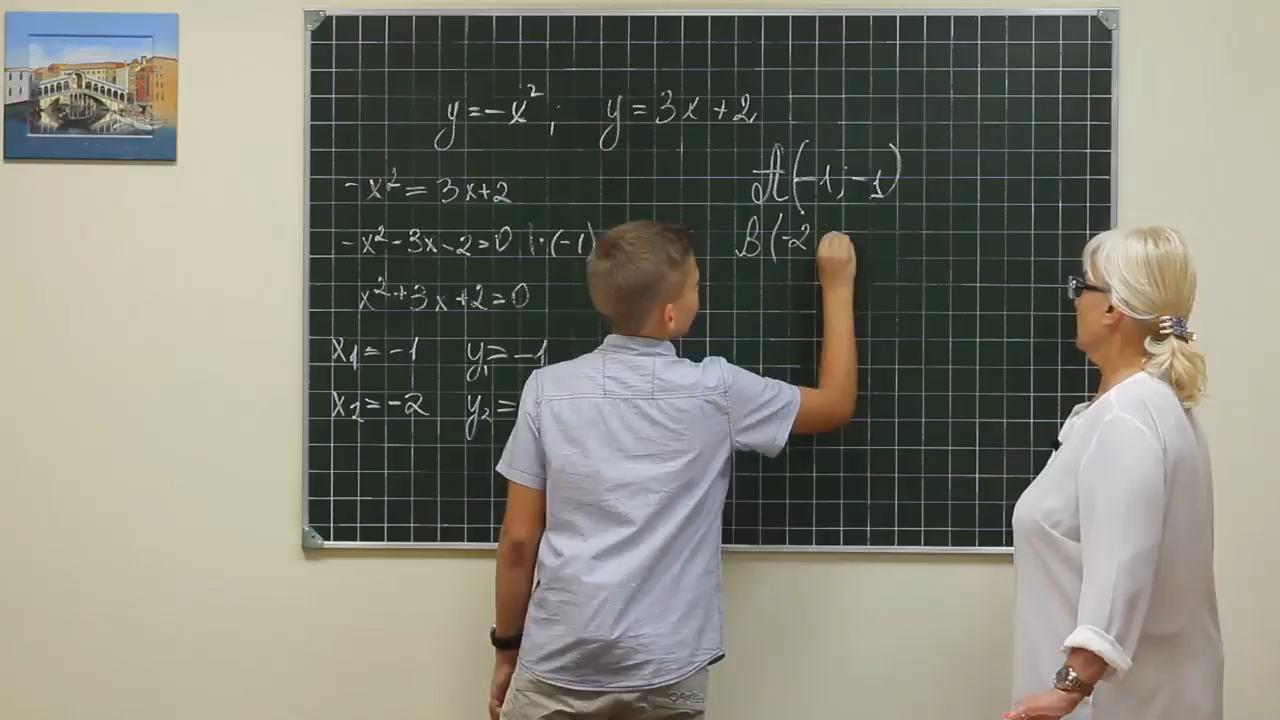 y=-x²; y=3x+2
-x²=3x+2
-x²-3x-2=0 |·(-1)
x²+3x+2=0
x₁=-1 y₁=-1
x₂=-2 y₂=
A(-1;-1)
B(-2